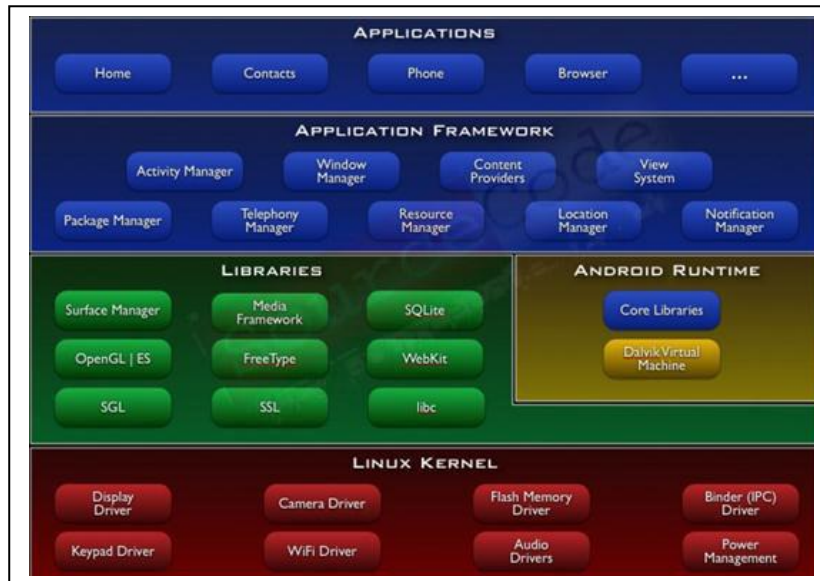 APPLICATIONS
Home Contacts Phone Browser ...
APPLICATION FRAMEWORK
Activity Manager Window Manager Content Providers View System
Package Manager Telephony Manager Resource Manager Location Manager Notification Manager
LIBRARIES
Surface Manager Media Framework SQLite
OpenGL | ES FreeType WebKit
SGL SSL libc
ANDROID RUNTIME
Core Libraries
Dalvik Virtual Machine
LINUX KERNEL
Display Driver Camera Driver Flash Memory Driver Binder (IPC) Driver
Keypad Driver WiFi Driver Audio Drivers Power Management